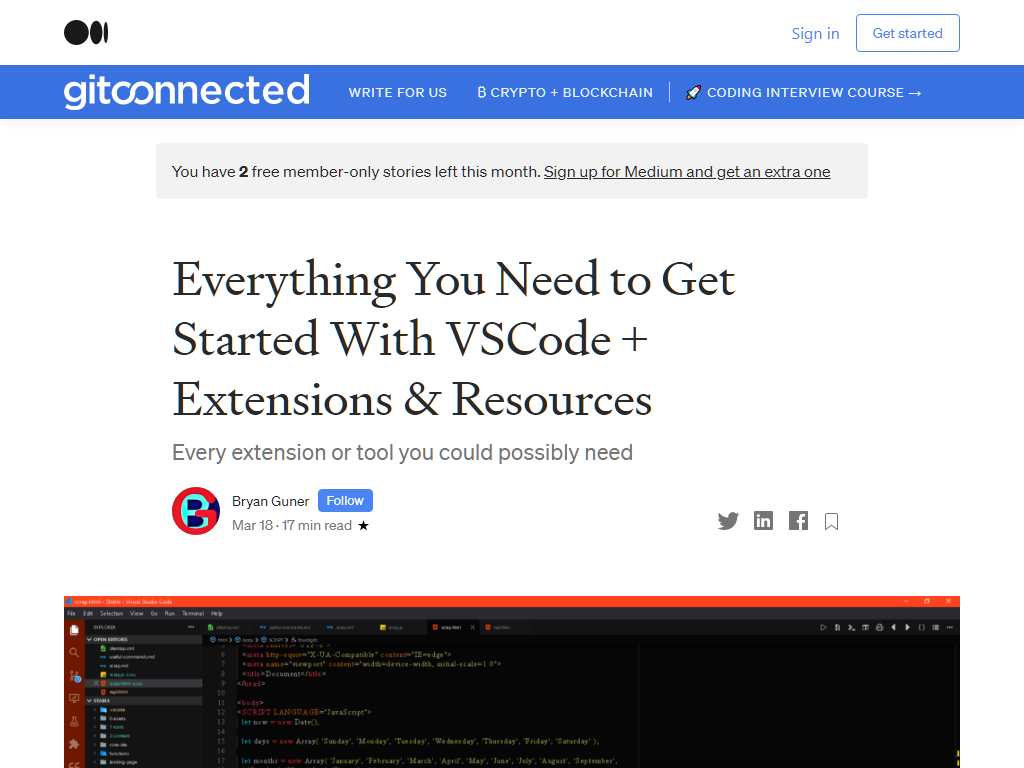 Sign in
Get started
gitconnected
WRITE FOR US
₿ CRYPTO + BLOCKCHAIN
🚀 CODING INTERVIEW COURSE →
You have 2 free member-only stories left this month. Sign up for Medium and get an extra one
Everything You Need to Get
Started With VSCode +
Extensions & Resources
Every extension or tool you could possibly need
Bryan Guner
Follow
Mar 18 · 17 min read ★
File Edit Selection View Go Run Terminal Help
EXPLORER
OPEN EDITORS
6 <meta http-equiv="X-UA-Compatible" content="IE=edge">
7 <meta name="viewport" content="width=device-width, initial-scale=1.0">
8 <title>Document</title>
9 </head>
10
11 <body>
12 <SCRIPT LANGUAGE="JavaScript">
13 let now = new Date();
14
15 let days = new Array( 'Sunday', 'Monday', 'Tuesday', 'Wednesday', 'Thursday', 'Friday', 'Saturday' );
16
17 let months = new Array( 'January', 'February', 'March', 'April', 'May', 'June', 'July', 'August', 'September',